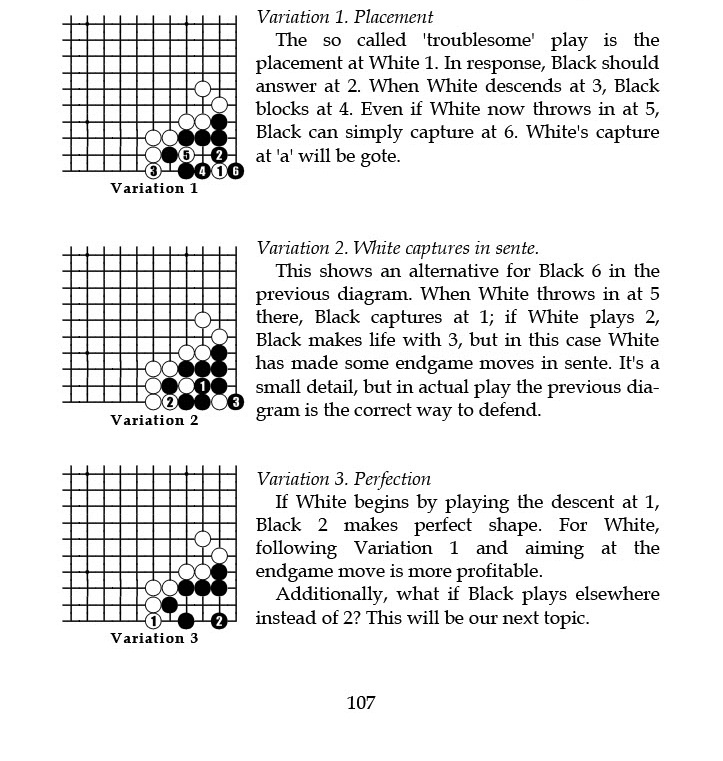 Variation 1. Placement
The so called 'troublesome' play is the
placement at White 1. In response, Black should
answer at 2. When White descends at 3, Black
blocks at 4. Even if White now throws in at 5,
Black can simply capture at 6. White's capture
at 'a' will be gote.
5 2
3 4 1 6
Variation 1
Variation 2. White captures in sente.
This shows an alternative for Black 6 in the
previous diagram. When White throws in at 5
there, Black captures at 1; if White plays 2,
Black makes life with 3, but in this case White
has made some endgame moves in sente. It's a
small detail, but in actual play the previous dia-
gram is the correct way to defend.
1
2 3
Variation 2
Variation 3. Perfection
If White begins by playing the descent at 1,
Black 2 makes perfect shape. For White,
following Variation 1 and aiming at the
endgame move is more profitable.
Additionally, what if Black plays elsewhere
instead of 2? This will be our next topic.
1 2
Variation 3
107